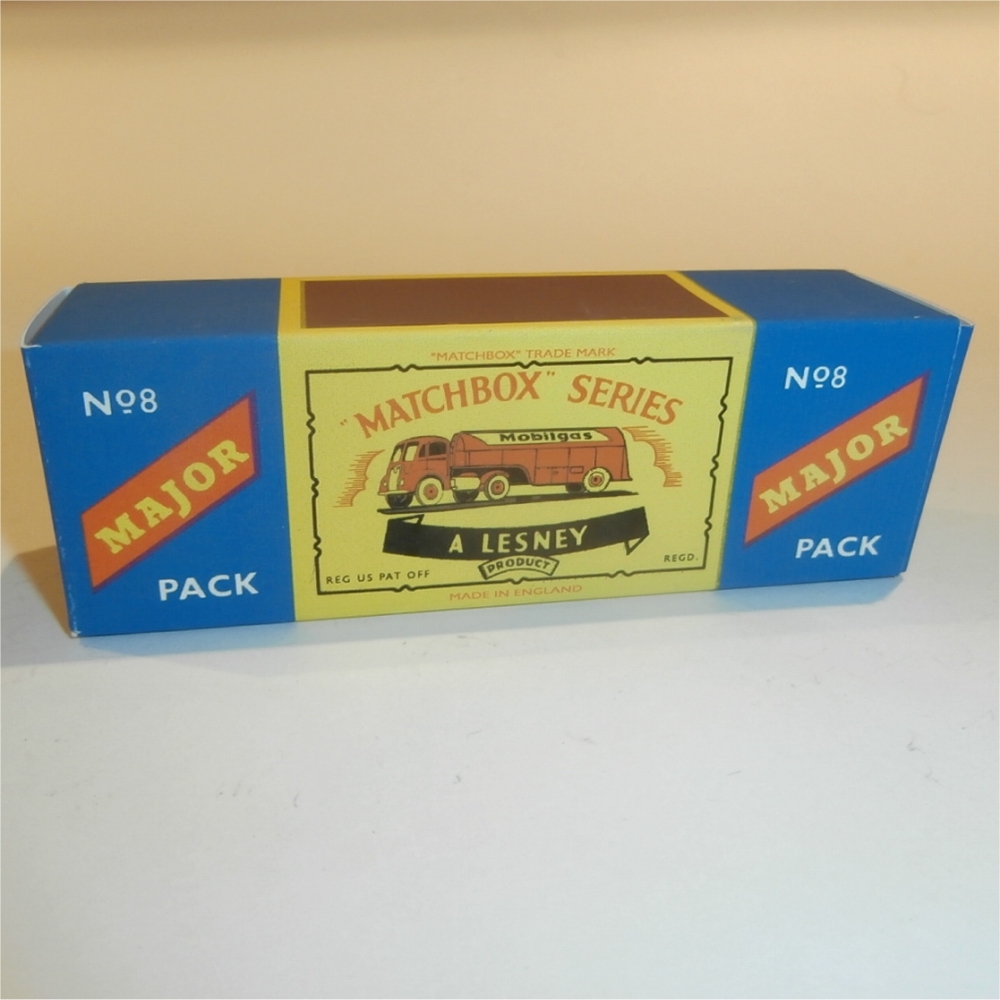 Nº8
MAJOR
PACK
"MATCHBOX" TRADE MARK
"MATCHBOX" SERIES
Mobilgas
A LESNEY
PRODUCT
REG US PAT OFF
REGD.
MADE IN ENGLAND
Nº8
MAJOR
PACK